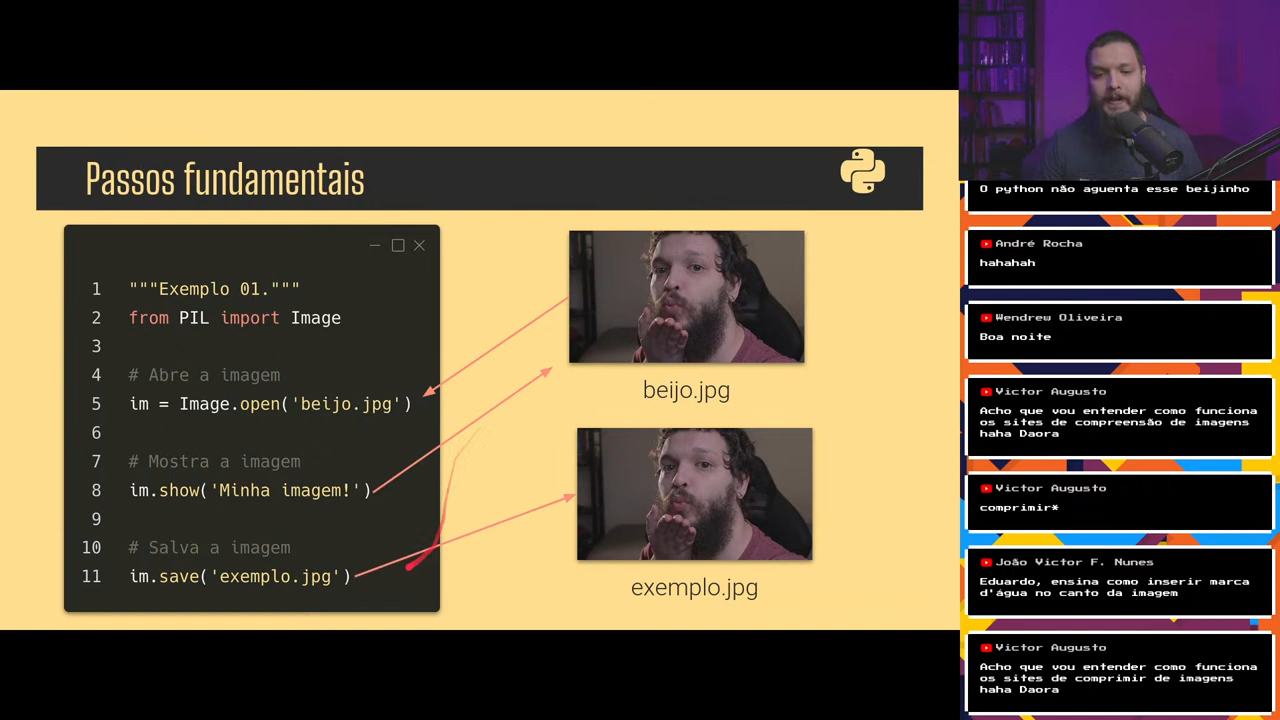 Passos fundamentais
1 """Exemplo 01."""
2 from PIL import Image
3
4 # Abre a imagem
5 im = Image.open('beijo.jpg')
6
7 # Mostra a imagem
8 im.show('Minha imagem!')
9
10 # Salva a imagem
11 im.save('exemplo.jpg')
beijo.jpg
exemplo.jpg
O python não aguenta esse beijinho
André Rocha
hahahah
Wendrew Oliveira
Boa noite
Victor Augusto
Acho que vou entender como funciona
os sites de compreensão de imagens
haha Daora
Victor Augusto
comprimir*
João Victor F. Nunes
Eduardo, ensina como inserir marca
d'água no canto da imagem
Victor Augusto
Acho que vou entender como funciona
os sites de comprimir de imagens
haha Daora